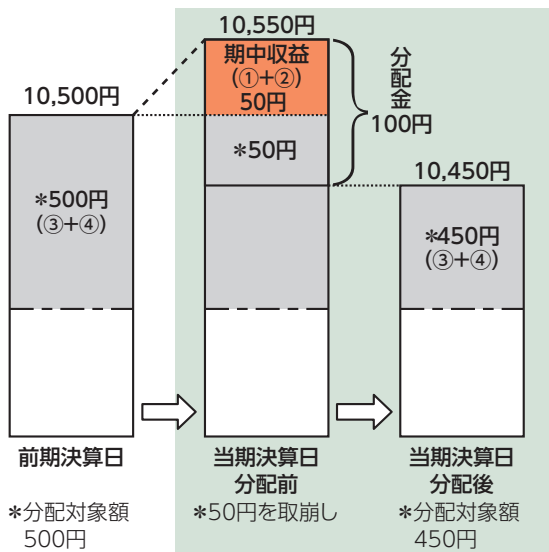 10,500円
*500円
(③+④)
前期決算日
*分配対象額
500円
10,550円
期中収益
(①+②)
50円
*50円
分配金
100円
当期決算日
分配前
*50円を取崩し
10,450円
*450円
(③+④)
当期決算日
分配後
*分配対象額
450円